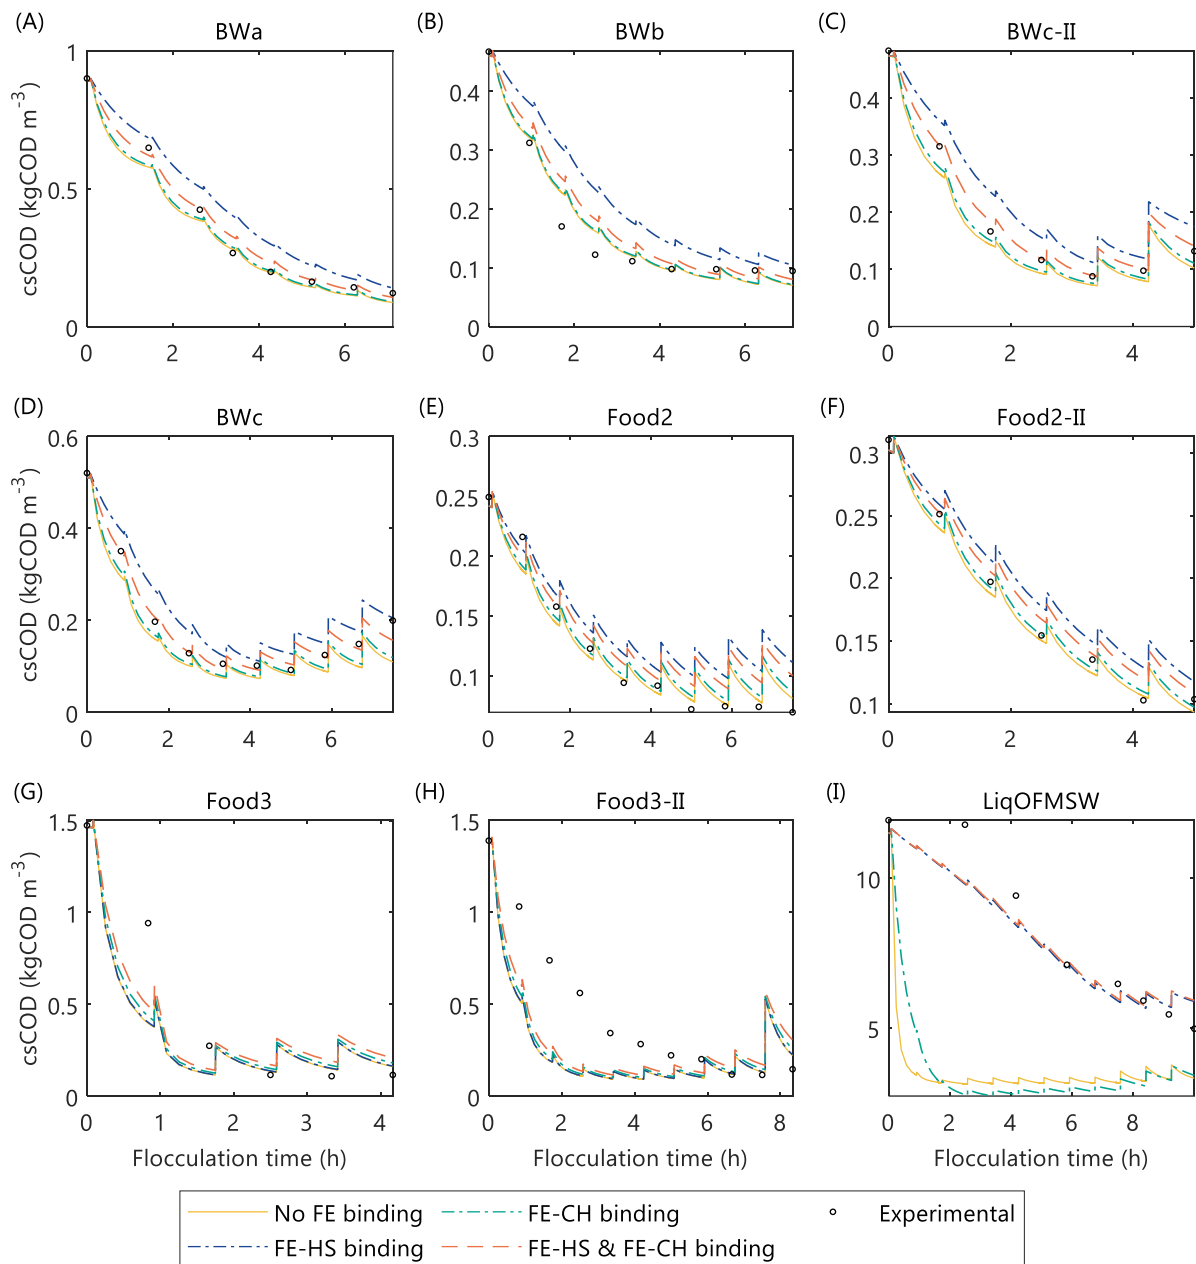 (A) BWa
(B) BWb
(C) BWc-II
csCOD (kgCOD m⁻³)
1
0.5
0
0 2 4 6
0.4
0.3
0.2
0.1
0
0 2 4 6
0.4
0.3
0.2
0.1
0
0 2 4
(D) BWc
(E) Food2
(F) Food2-II
csCOD (kgCOD m⁻³)
0.6
0.4
0.2
0
0 2 4 6
0.3
0.25
0.2
0.15
0.1
0 2 4 6
0.3
0.25
0.2
0.15
0.1
0 2 4
(G) Food3
(H) Food3-II
(I) LiqOFMSW
csCOD (kgCOD m⁻³)
1.5
1
0.5
0
0 1 2 3 4
Flocculation time (h)
1.5
1
0.5
0
0 2 4 6 8
Flocculation time (h)
10
5
0 2 4 6 8
Flocculation time (h)
No FE binding
FE-CH binding
Experimental
FE-HS binding
FE-HS & FE-CH binding